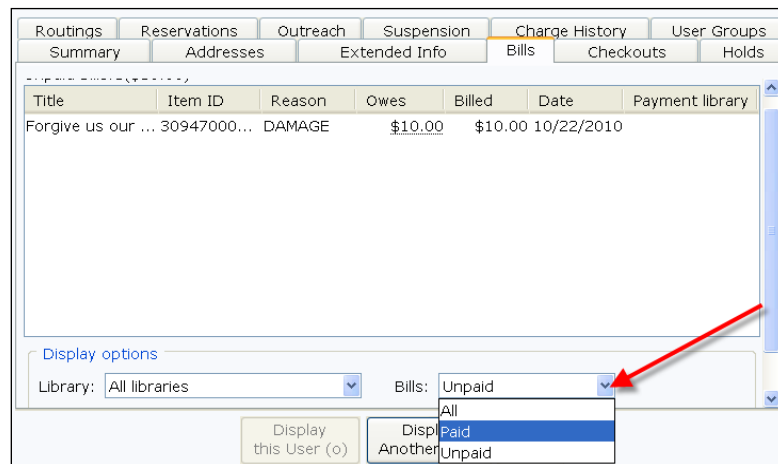 Routings Reservations Outreach Suspension Charge History User Groups
Summary Addresses Extended Info Bills Checkouts Holds
Title Item ID Reason Owes Billed Date Payment library
Forgive us our ... 30947000... DAMAGE $10.00 $10.00 10/22/2010
Display options
Library: All libraries Bills: Unpaid
All
Display Displ Paid
this User (o) Another Unpaid